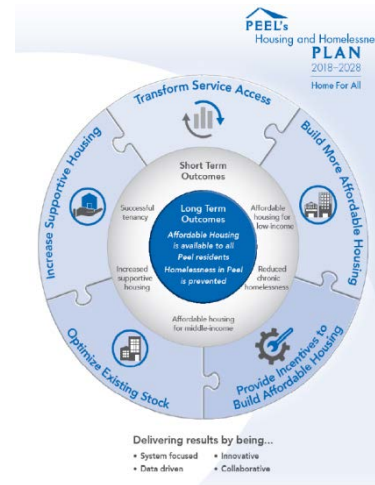 PEEL's
Housing and Homelessne
PLAN
2018–2028
Home For All
Transform Service Access
Build More Affordable Housing
Provide Incentives to
Build Affordable Housing
Optimize Existing Stock
Increase Supportive Housing
Short Term
Outcomes
Successful
tenancy
Affordable
housing for
low income
Increased
supportive
housing
Reduced
chronic
homelessness
Affordable housing
for middle-income
Long Term
Outcomes
Affordable Housing
is available to all
Peel residents
Homelessness in Peel
is prevented
Delivering results by being...
• System focused
• Innovative
• Data driven
• Collaborative